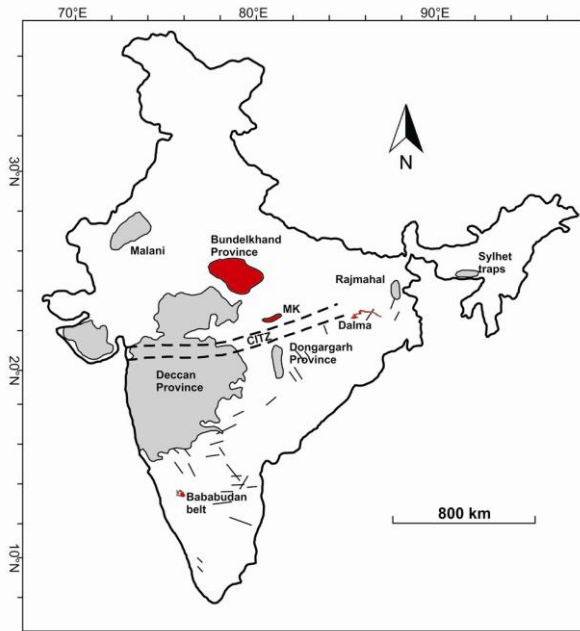 70°E
80°E
90°E
30°N
N
Bundelkhand
Province
Malani
Sylhet
traps
Rajmahal
MK
Dalma
CITZ
Dongargarh
Province
20°N
Deccan
Province
Bababudan
belt
800 km
10°N